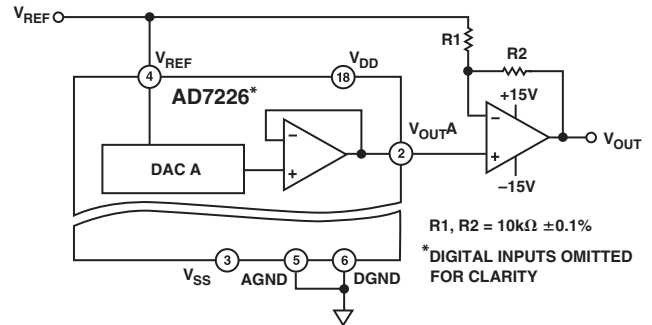 VREF
R1
R2
VREF
VDD
4
18
AD7226*
+15V
VOUTA
VOUT
DAC A
−
+
2
−
+
−15V
R1, R2 = 10kΩ ±0.1%
*DIGITAL INPUTS OMITTED
FOR CLARITY
3
5
6
VSS
AGND
DGND